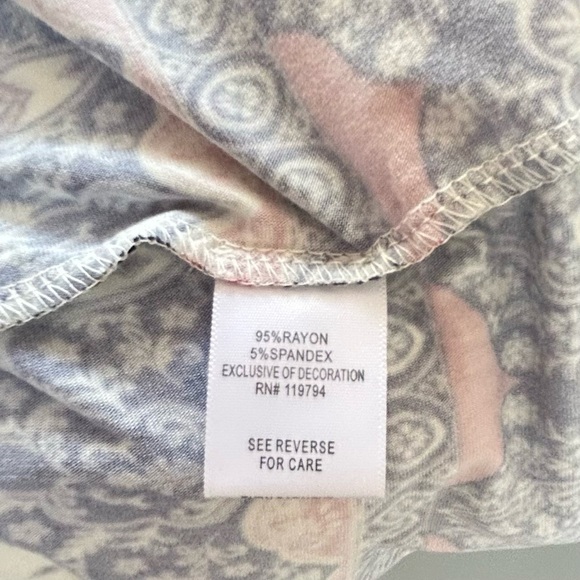 95%RAYON
5%SPANDEX
EXCLUSIVE OF DECORATION
RN# 119794
SEE REVERSE
FOR CARE